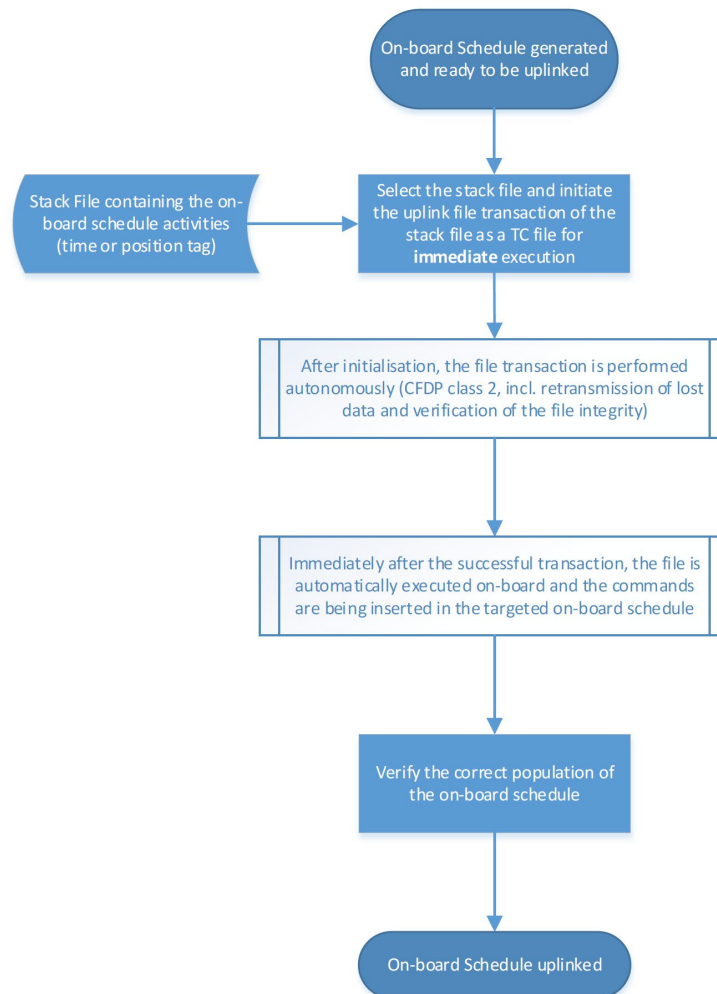 On-board Schedule generated
and ready to be uplinked
Stack File containing the on-
board schedule activities
(time or position tag)
Select the stack file and initiate
the uplink file transaction of the
stack file as a TC file for
immediate execution
After initialisation, the file transaction is performed
autonomously (CFDP class 2, incl. retransmission of lost
data and verification of the file integrity)
Immediately after the successful transaction, the file is
automatically executed on-board and the commands
are being inserted in the targeted on-board schedule
Verify the correct population of
the on-board schedule
On-board Schedule uplinked